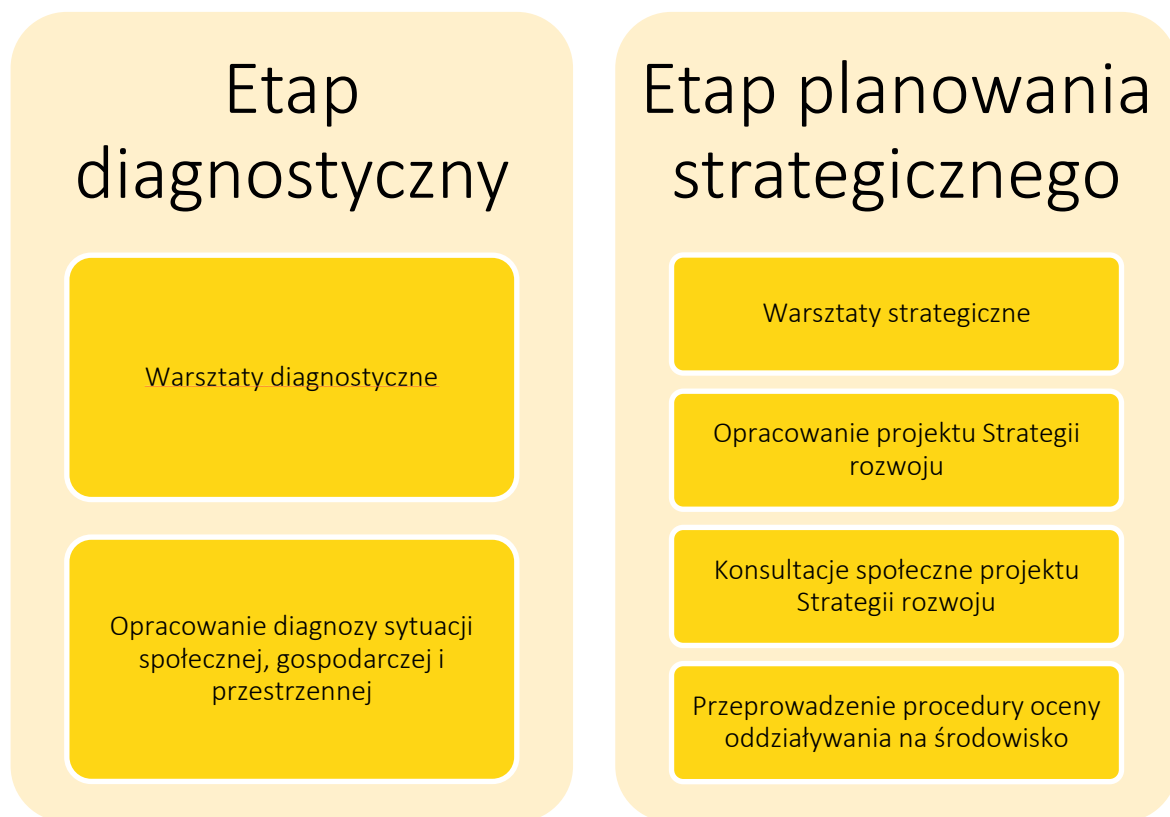 Etap
diagnostyczny
Warsztaty diagnostyczne
Opracowanie diagnozy sytuacji
społecznej, gospodarczej i
przestrzennej
Etap planowania
strategicznego
Warsztaty strategiczne
Opracowanie projektu Strategii
rozwoju
Konsultacje społeczne projektu
Strategii rozwoju
Przeprowadzenie procedury oceny
oddziaływania na środowisko